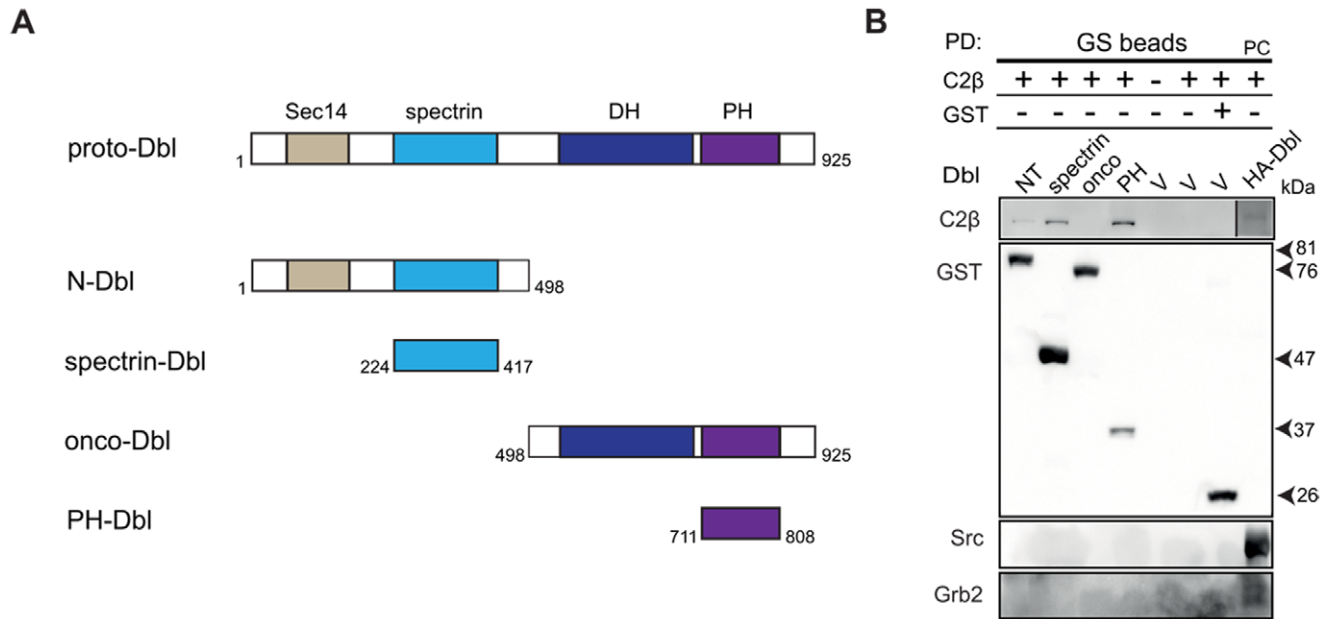 A
Sec14 spectrin DH PH
proto-Dbl
1 925
N-Dbl
1 498
spectrin-Dbl
224 417
onco-Dbl
498 925
PH-Dbl
711 808
B
PD: GS beads PC
C2β + + + + - + + +
GST - - - - - - + -
Dbl NT spectrin onco PH V V V HA-Dbl kDa
C2β
GST
81
76
47
37
26
Src
Grb2